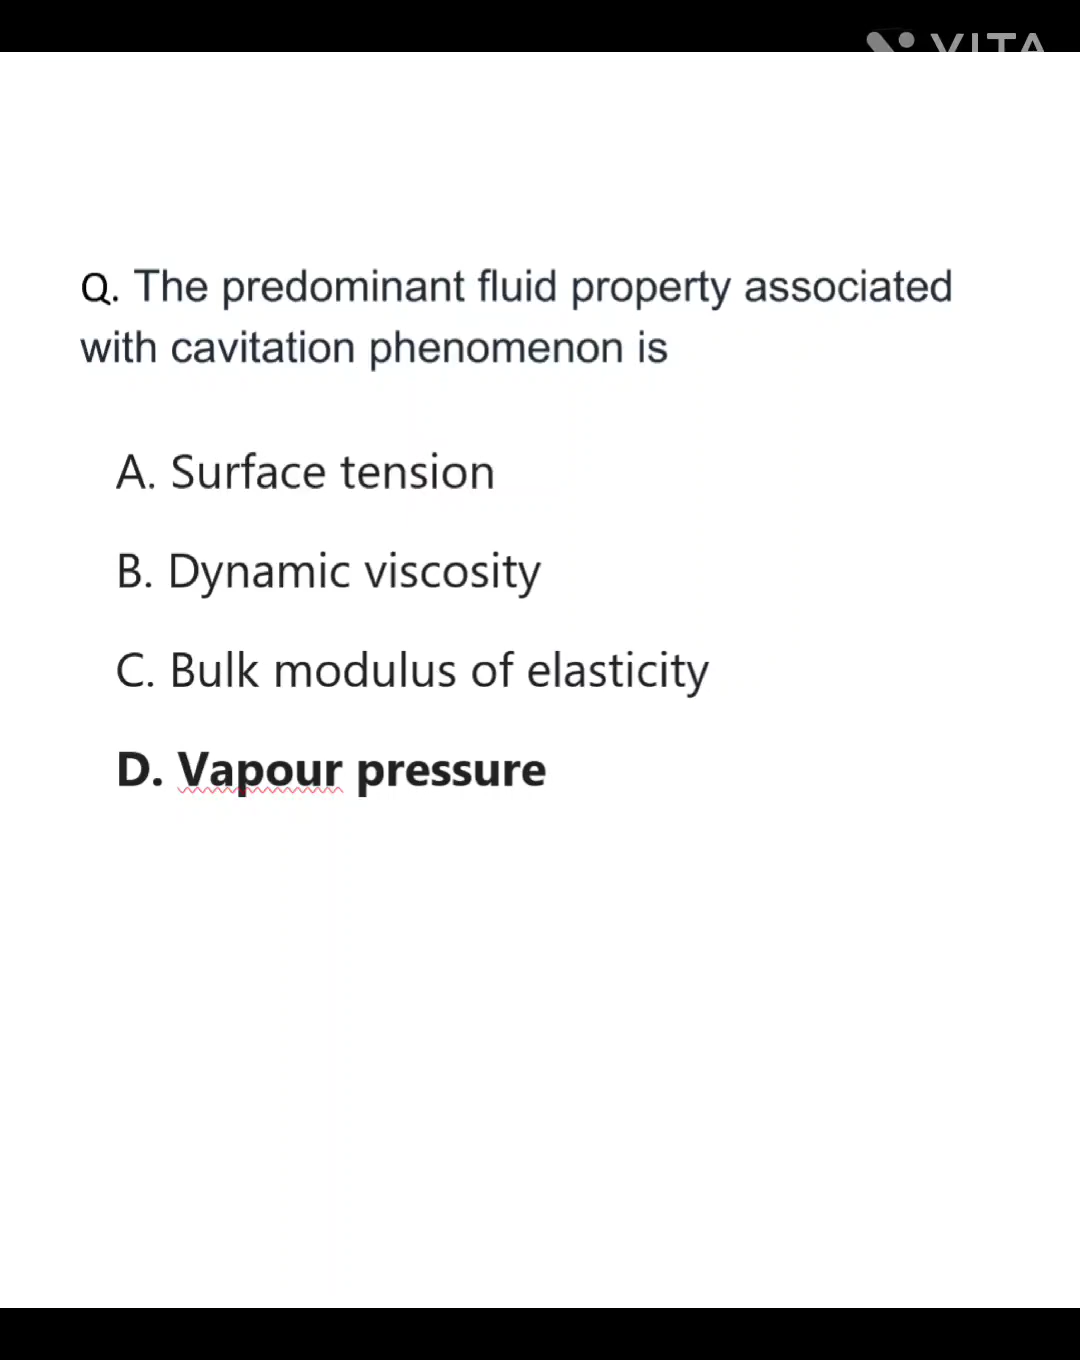 VITA
Q. The predominant fluid property associated
with cavitation phenomenon is
A. Surface tension
B. Dynamic viscosity
C. Bulk modulus of elasticity
D. Vapour pressure